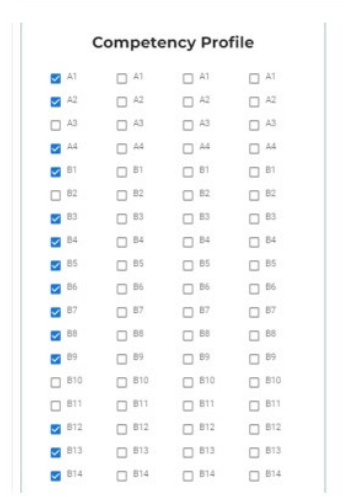 Competency Profile
A1 A1 A1 A1
A2 A2 A2 A2
A3 A3 A3 A3
A4 A4 A4 A4
B1 B1 B1 B1
B2 B2 B2 B2
B3 B3 B3 B3
B4 B4 B4 B4
B5 B5 B5 B5
B6 B6 B6 B6
B7 B7 B7 B7
B8 B8 B8 B8
B9 B9 B9 B9
B10 B10 B10 B10
B11 B11 B11 B11
B12 B12 B12 B12
B13 B13 B13 B13
B14 B14 B14 B14